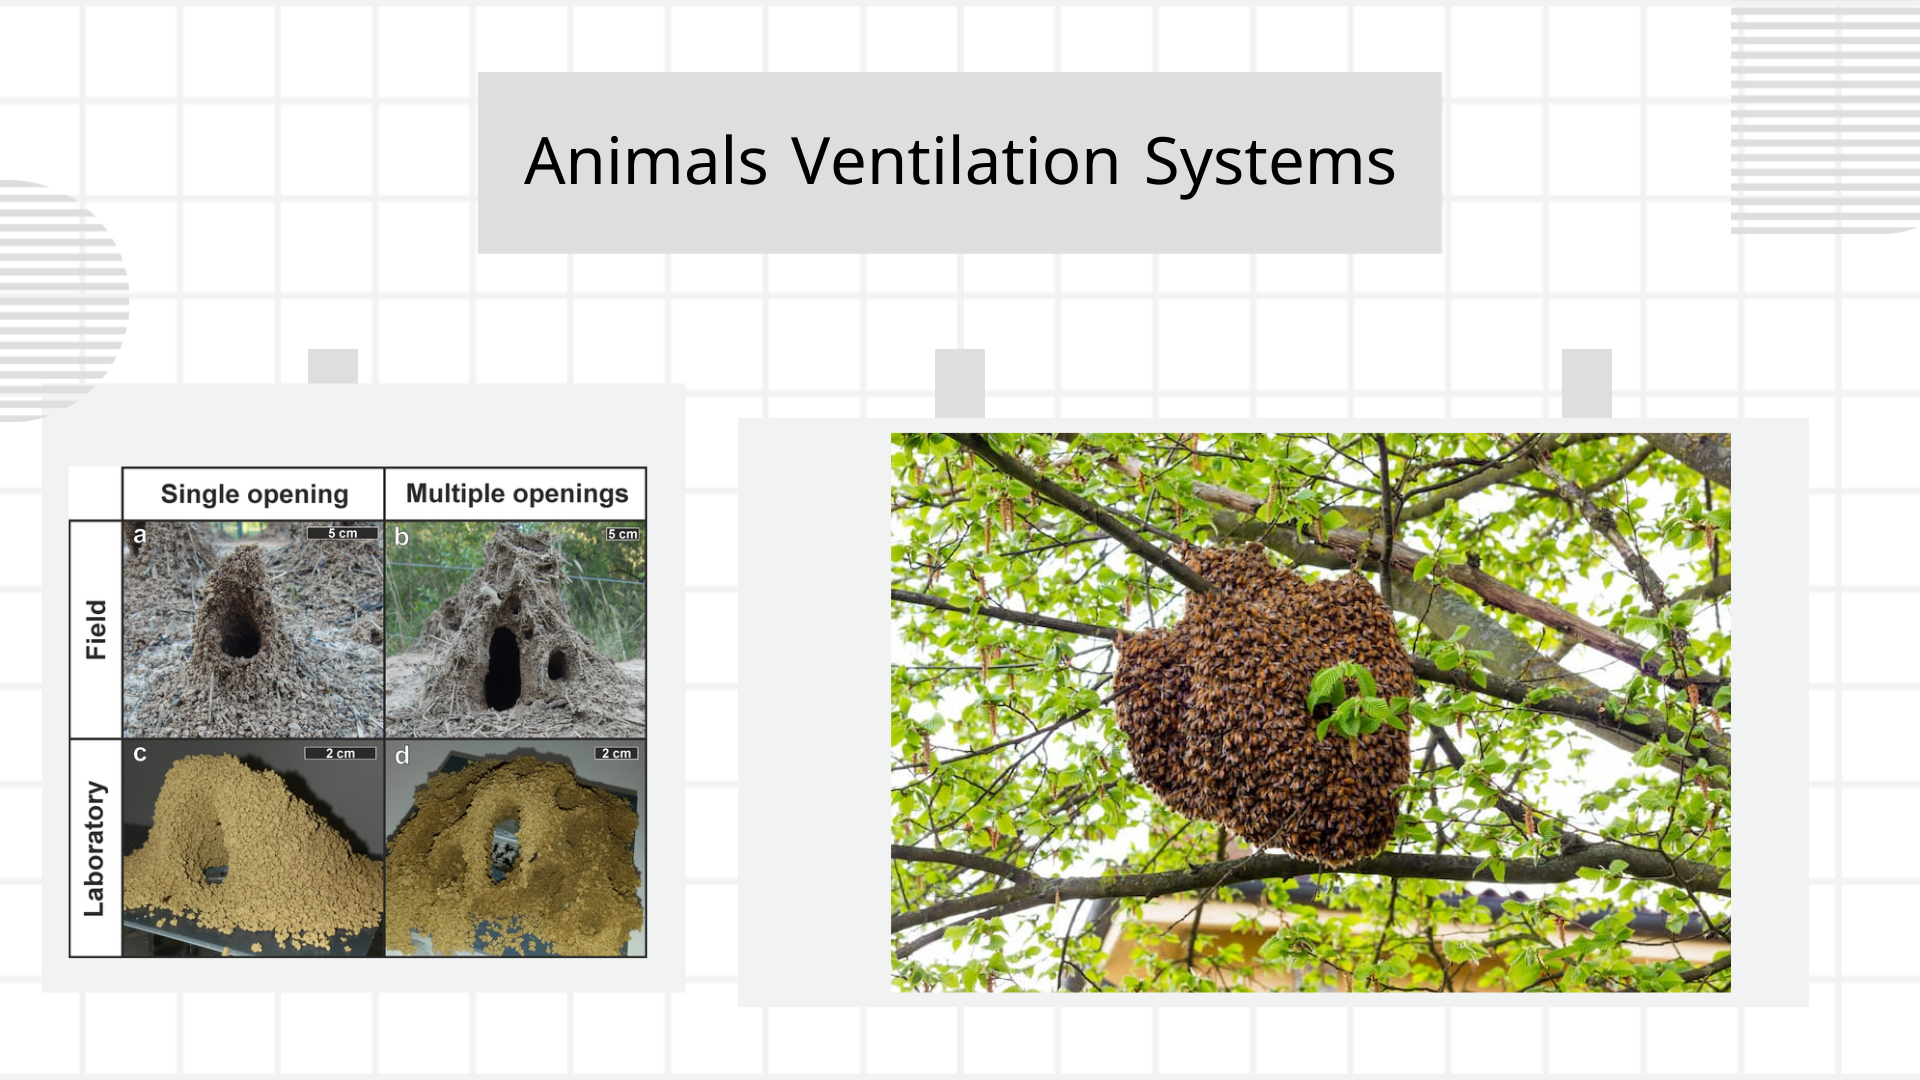 Animals Ventilation Systems
Single opening
Multiple openings
Field
a
5 cm
b
5 cm
Laboratory
c
2 cm
d
2 cm